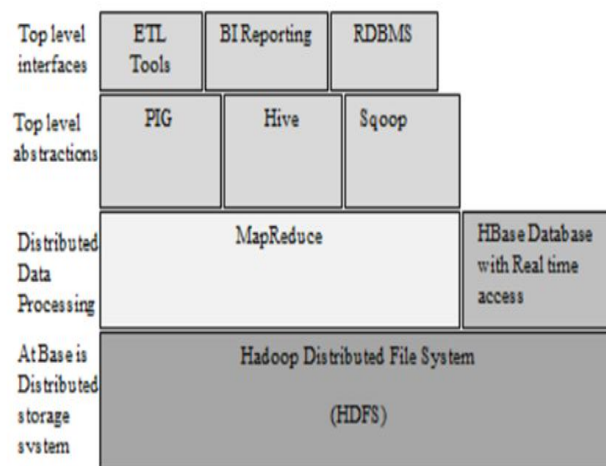 Top level
interfaces
ETL
Tools
BI Reporting
RDBMS
Top level
abstractions
PIG
Hive
Sqoop
Distributed
Data
Processing
MapReduce
HBase Database
with Real time
access
At Base is
Distributed
storage
system
Hadoop Distributed File System
(HDFS)